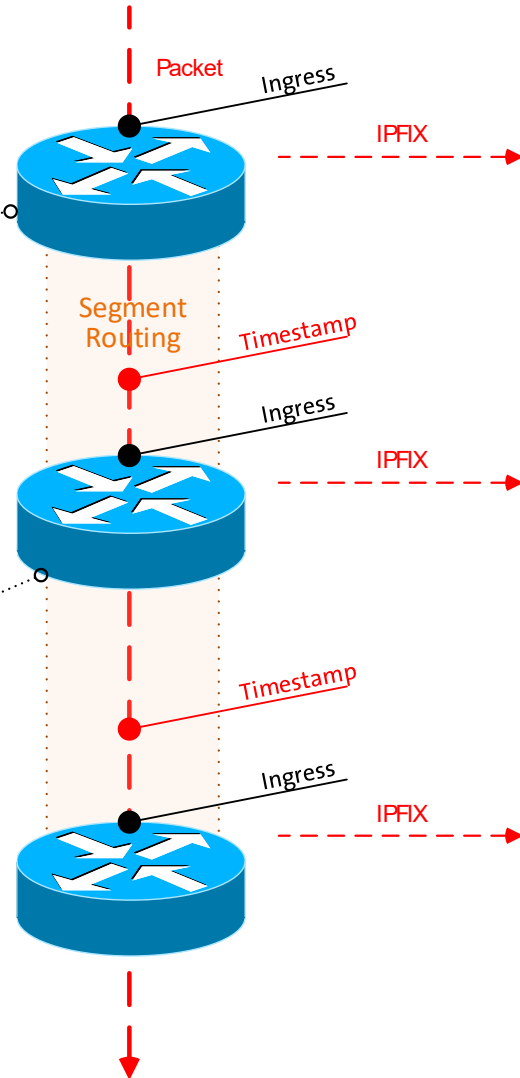 Packet
Ingress
IPFIX
Segment
Routing
Timestamp
Ingress
IPFIX
Timestamp
Ingress
IPFIX